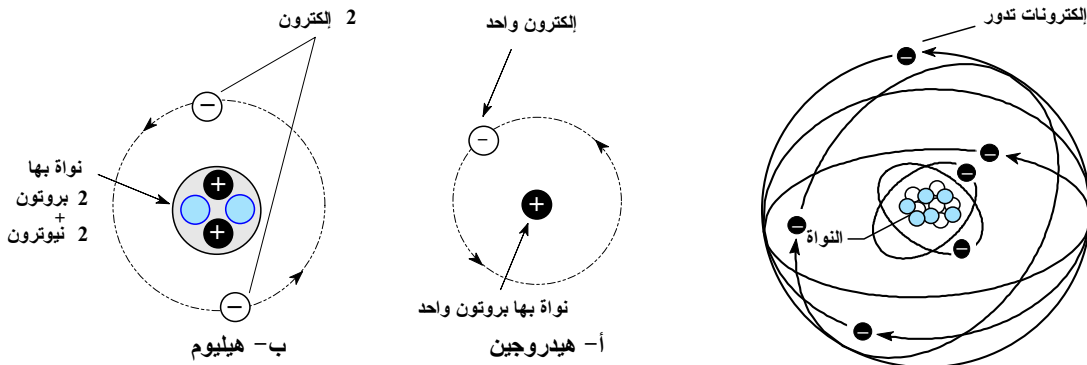 إلكترونات تدور
النواة
إلكترون واحد
نواة بها بروتون واحد
أ- هيدروجين
2 إلكترون
نواة بها
2 بروتون
+
2 نيوترون
ب- هيليوم